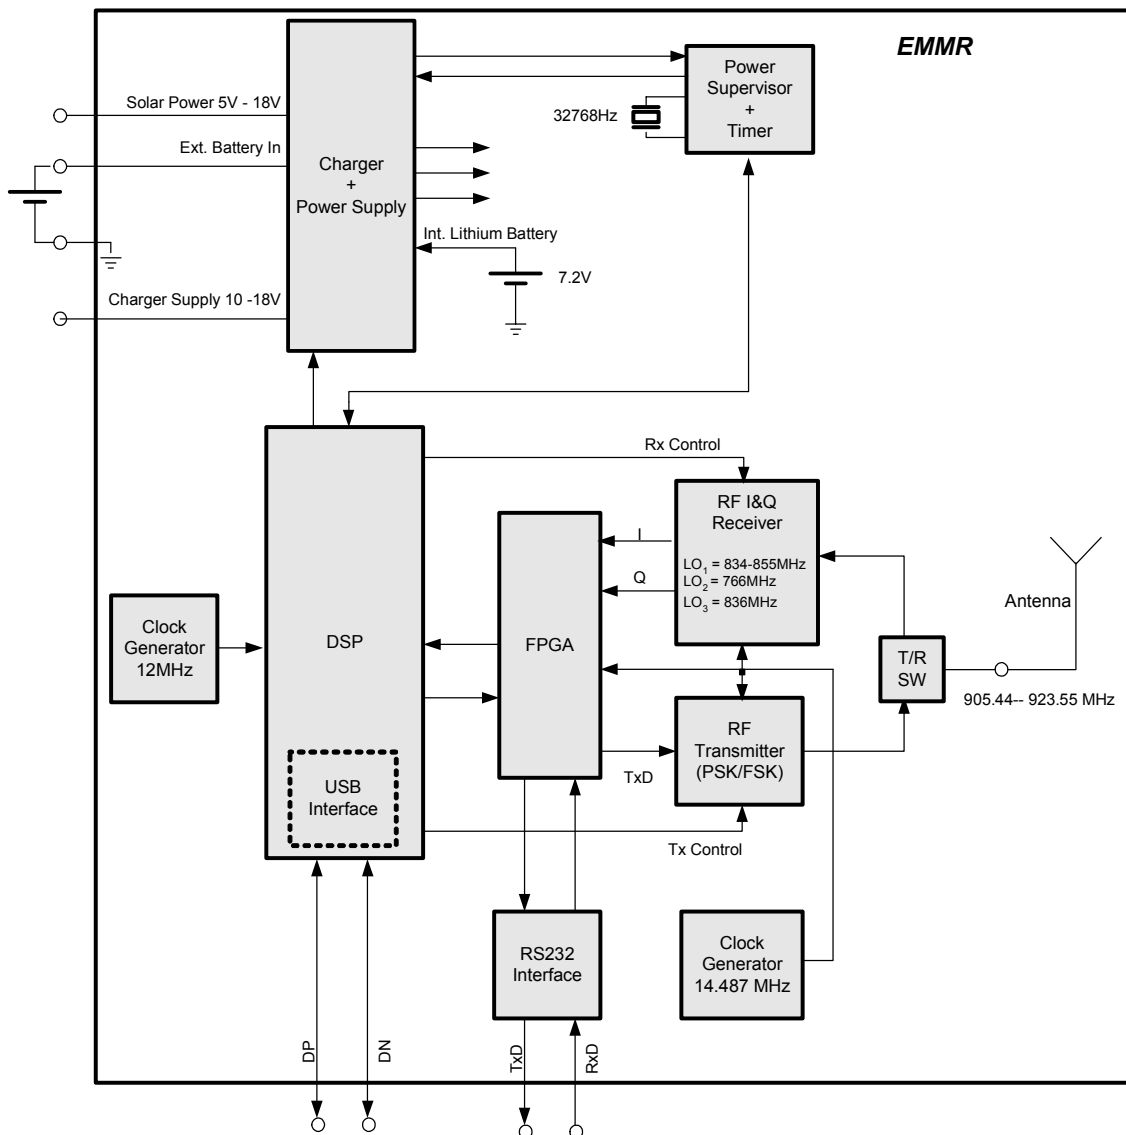 EMMR
Power
Supervisor
+
Timer
32768Hz
Solar Power 5V - 18V
Ext. Battery In
Charger
+
Power Supply
Int. Lithium Battery
7.2V
Charger Supply 10 -18V
Rx Control
RF I&Q
Receiver
LO1 = 834-855MHz
LO2 = 766MHz
LO3 = 836MHz
I
Q
Antenna
Clock
Generator
12MHz
DSP
FPGA
T/R
SW
905.44-- 923.55 MHz
RF
Transmitter
(PSK/FSK)
TxD
USB
Interface
Tx Control
RS232
Interface
Clock
Generator
14.487 MHz
DP
DN
TxD
RxD